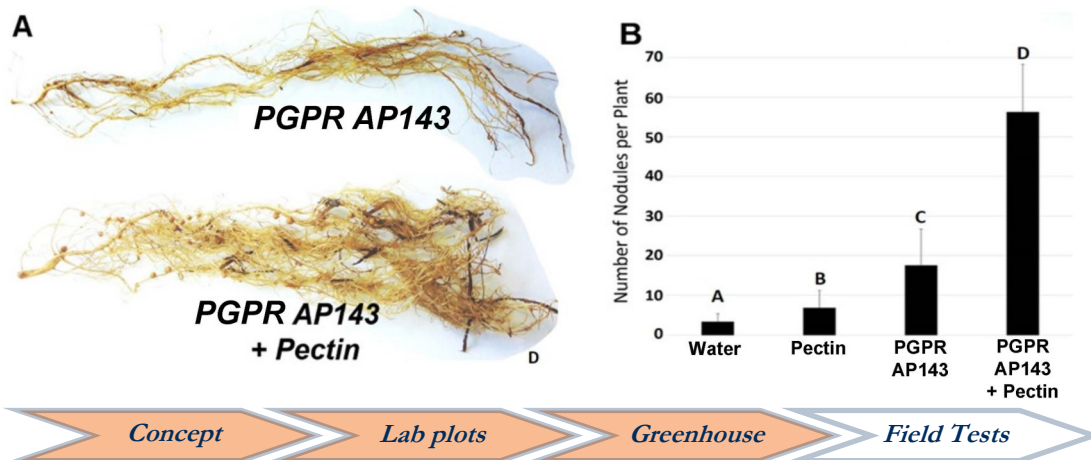 A
PGPR AP143
PGPR AP143
+ Pectin
D
B
Number of Nodules per Plant
70
60
50
40
30
20
10
0
A
B
C
D
Water
Pectin
PGPR
AP143
PGPR
AP143
+ Pectin
Concept
Lab plots
Greenhouse
Field Tests